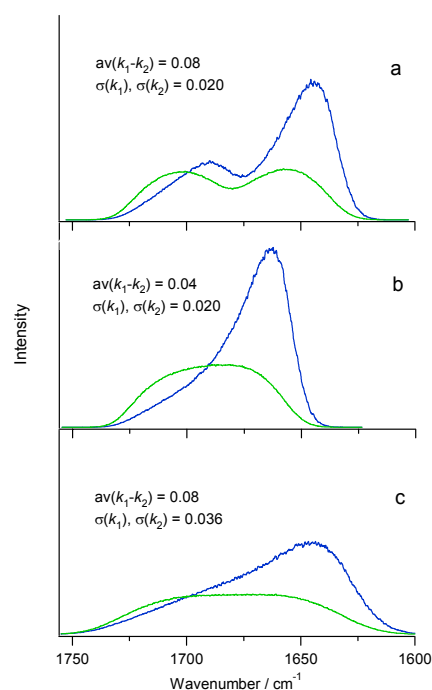 av(k₁-k₂) = 0.08
σ(k₁), σ(k₂) = 0.020
a
av(k₁-k₂) = 0.04
σ(k₁), σ(k₂) = 0.020
b
Intensity
av(k₁-k₂) = 0.08
σ(k₁), σ(k₂) = 0.036
c
1750 1700 1650 1600
Wavenumber / cm⁻¹